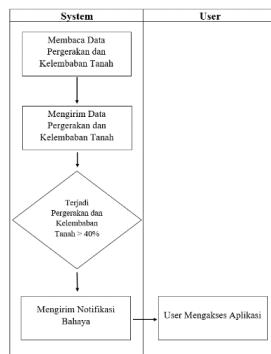 System
User
Membaca Data
Pergerakan dan
Kelembaban Tanah
Mengirim Data
Pergerakan dan
Kelembaban Tanah
Terjadi
Pergerakan dan
Kelembaban
Tanah > 40%
Mengirim Notifikasi
Bahaya
User Mengakses Aplikasi